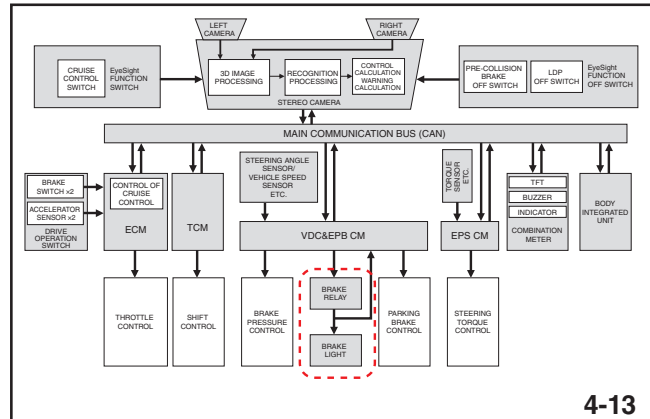 LEFT
CAMERA
RIGHT
CAMERA
CRUISE
CONTROL
SWITCH
EyeSight
FUNCTION
SWITCH
3D IMAGE
PROCESSING
RECOGNITION
PROCESSING
CONTROL
CALCULATION
WARNING
CALCULATION
STEREO CAMERA
PRE-COLLISION
BRAKE
OFF SWITCH
LDP
OFF SWITCH
EyeSight
FUNCTION
OFF SWITCH
MAIN COMMUNICATION BUS (CAN)
BRAKE
SWITCH ×2
ACCELERATOR
SENSOR ×2
DRIVE
OPERATION
SWITCH
CONTROL OF
CRUISE
CONTROL
ECM
TCM
STEERING ANGLE
SENSOR/
VEHICLE SPEED
SENSOR
ETC.
VDC&EPB CM
TORQUE
SENSOR
ETC.
EPS CM
TFT
BUZZER
INDICATOR
COMBINATION
METER
BODY
INTEGRATED
UNIT
THROTTLE
CONTROL
SHIFT
CONTROL
BRAKE
PRESSURE
CONTROL
BRAKE
RELAY
BRAKE
LIGHT
PARKING
BRAKE
CONTROL
STEERING
TORQUE
CONTROL
4-13